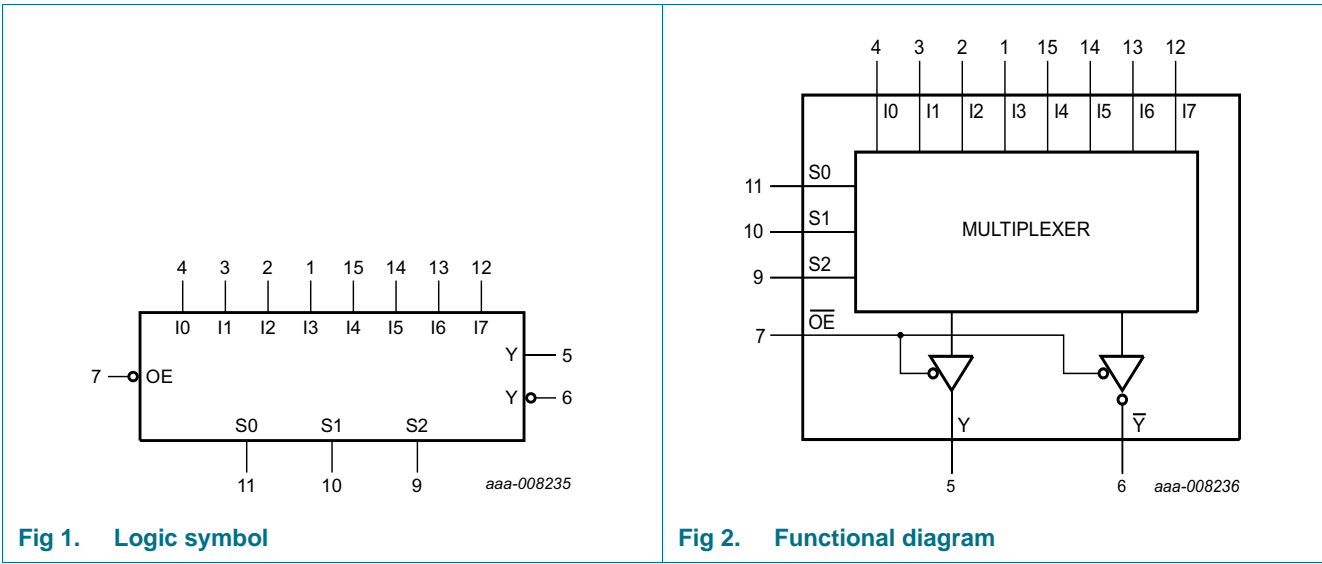 4 3 2 1 15 14 13 12
I0 I1 I2 I3 I4 I5 I6 I7
Y 5
7 OE
Y 6
S0 S1 S2
11 10 9
aaa-008235
Fig 1. Logic symbol
4 3 2 1 15 14 13 12
I0 I1 I2 I3 I4 I5 I6 I7
11 S0
10 S1
MULTIPLEXER
9 S2
7 O̅E̅
Y Y̅
5 6
aaa-008236
Fig 2. Functional diagram